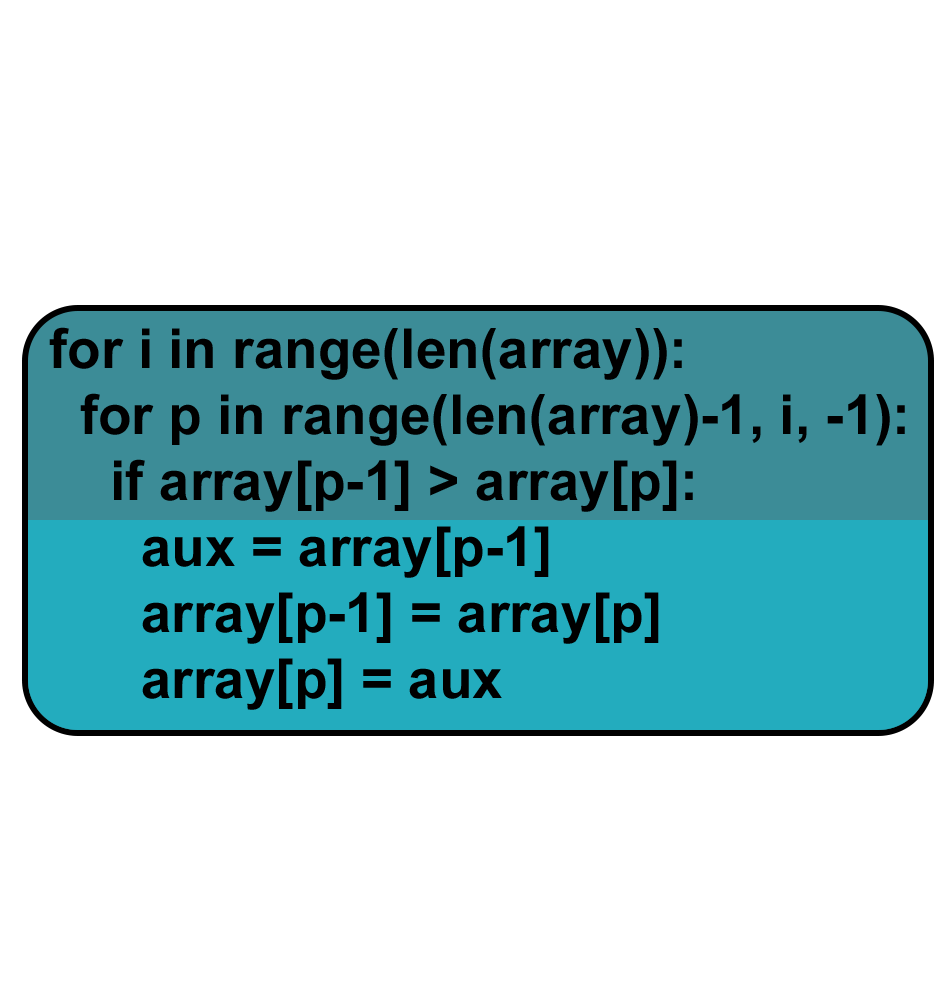 for i in range(len(array)):
  for p in range(len(array)-1, i, -1):
    if array[p-1] > array[p]:
      aux = array[p-1]
      array[p-1] = array[p]
      array[p] = aux